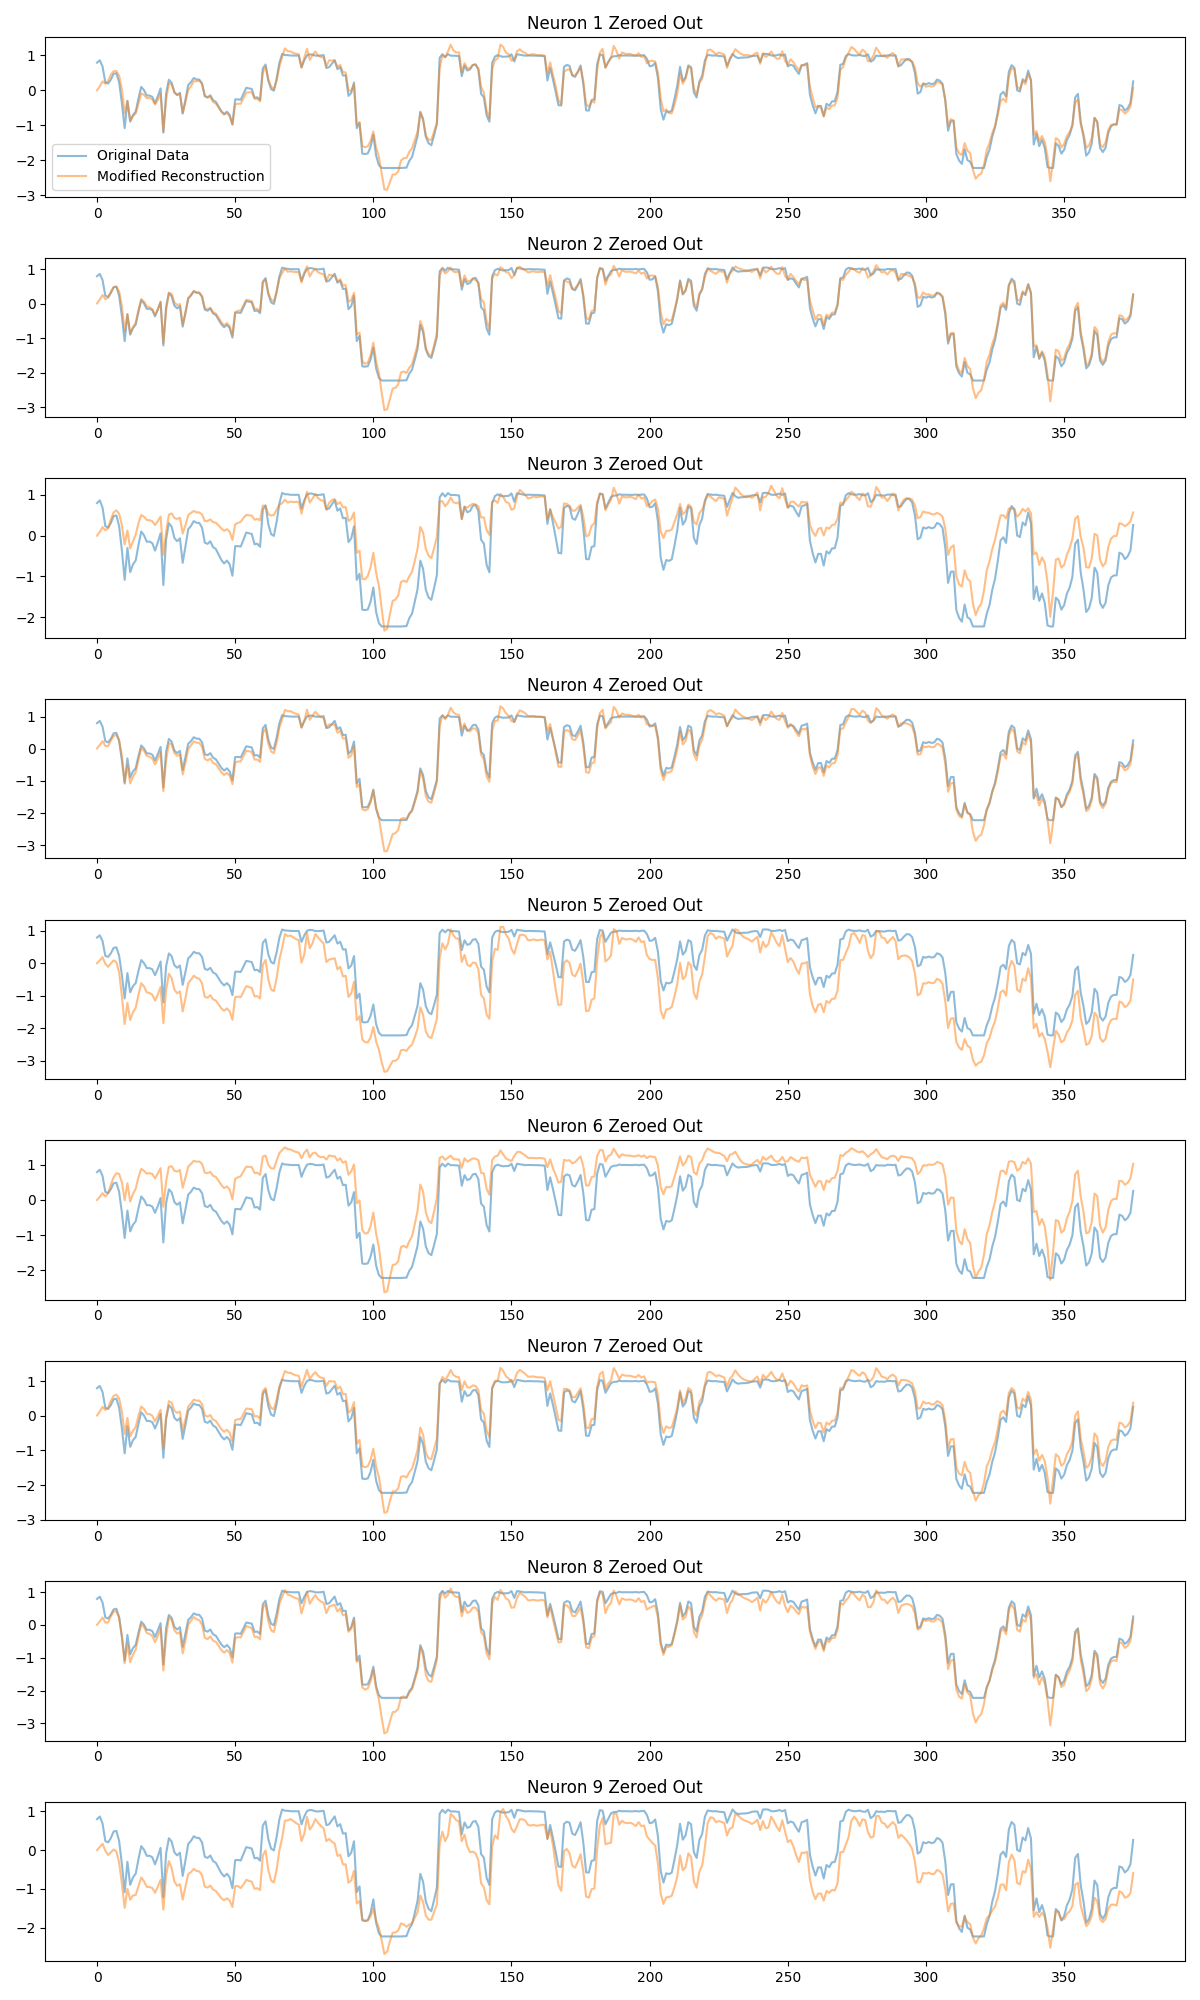 Neuron 1 Zeroed Out
1
0
−1
−2
−3
Original Data
Modified Reconstruction
0 50 100 150 200 250 300 350
Neuron 2 Zeroed Out
1
0
−1
−2
−3
0 50 100 150 200 250 300 350
Neuron 3 Zeroed Out
1
0
−1
−2
0 50 100 150 200 250 300 350
Neuron 4 Zeroed Out
1
0
−1
−2
−3
0 50 100 150 200 250 300 350
Neuron 5 Zeroed Out
1
0
−1
−2
−3
0 50 100 150 200 250 300 350
Neuron 6 Zeroed Out
1
0
−1
−2
0 50 100 150 200 250 300 350
Neuron 7 Zeroed Out
1
0
−1
−2
−3
0 50 100 150 200 250 300 350
Neuron 8 Zeroed Out
1
0
−1
−2
−3
0 50 100 150 200 250 300 350
Neuron 9 Zeroed Out
1
0
−1
−2
0 50 100 150 200 250 300 350